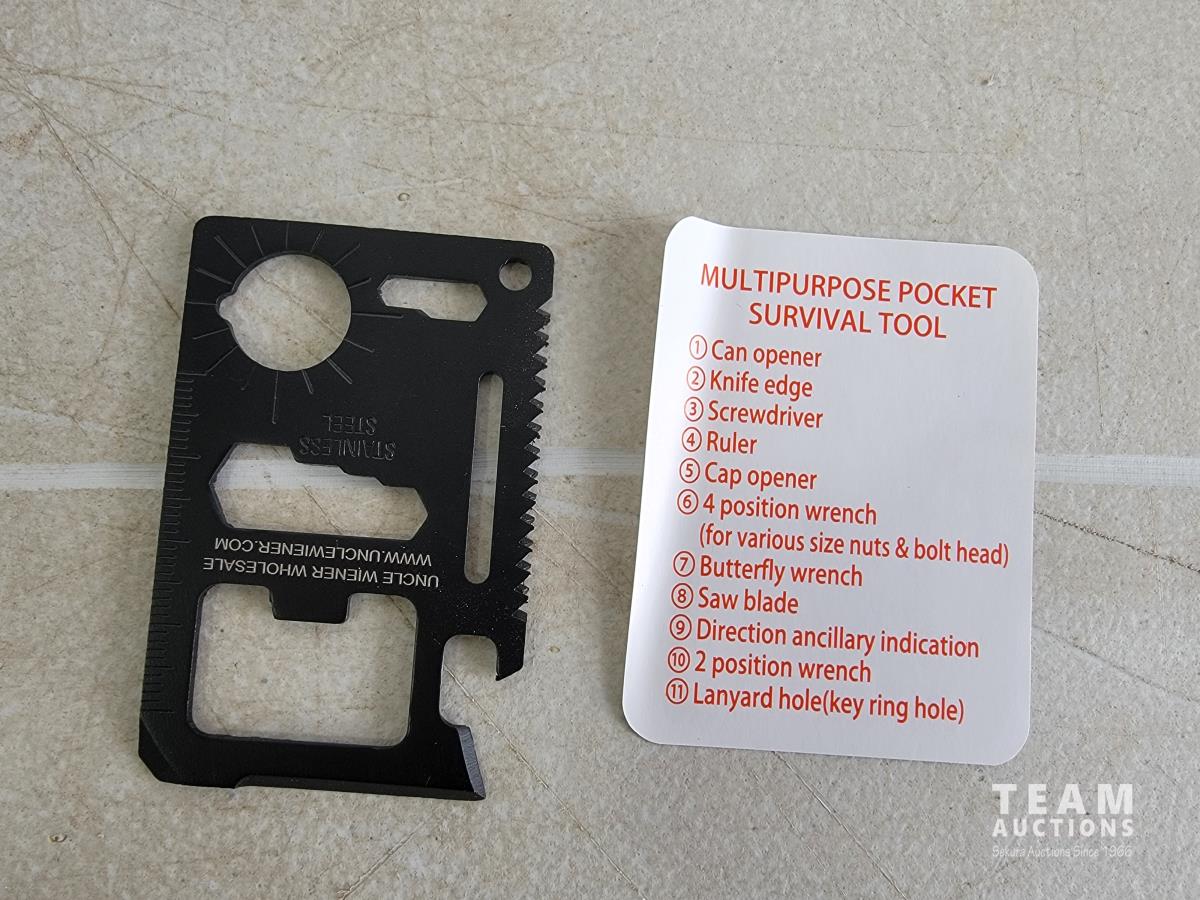 STAINLESS
STEEL
UNCLE WIENER WHOLESALE
WWW.UNCLEWIENER.COM
MULTIPURPOSE POCKET
SURVIVAL TOOL
① Can opener
② Knife edge
③ Screwdriver
④ Ruler
⑤ Cap opener
⑥ 4 position wrench
(for various size nuts & bolt head)
⑦ Butterfly wrench
⑧ Saw blade
⑨ Direction ancillary indication
⑩ 2 position wrench
⑪ Lanyard hole(key ring hole)
TEAM
AUCTIONS
Auctions Since 1966